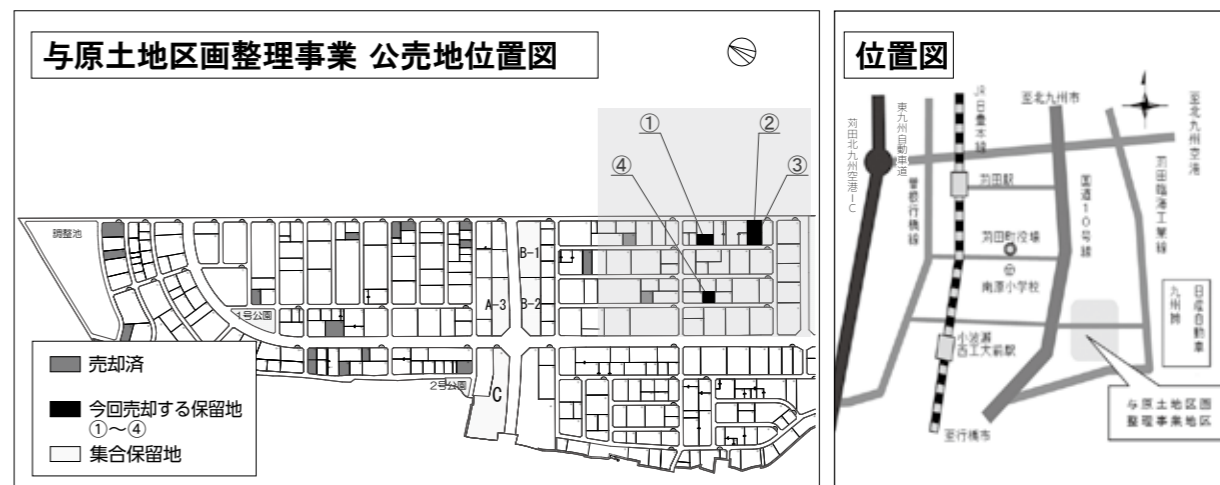 与原土地区画整理事業 公売地位置図
①
②
③
④
調整池
1号公園
2号公園
A-3
B-1
B-2
C
売却済
今回売却する保留地
①～④
集合保留地
位置図
苅田北九州空港IC
東九州自動車道
曽根行橋線
JR日豊本線
至北九州市
至北九州空港
苅田駅
国道10号線
苅田臨海工業線
苅田町役場
南原小学校
日産自動車
九州㈱
小波瀬
西工大前駅
与原土地区画
整理事業地区
至行橋市